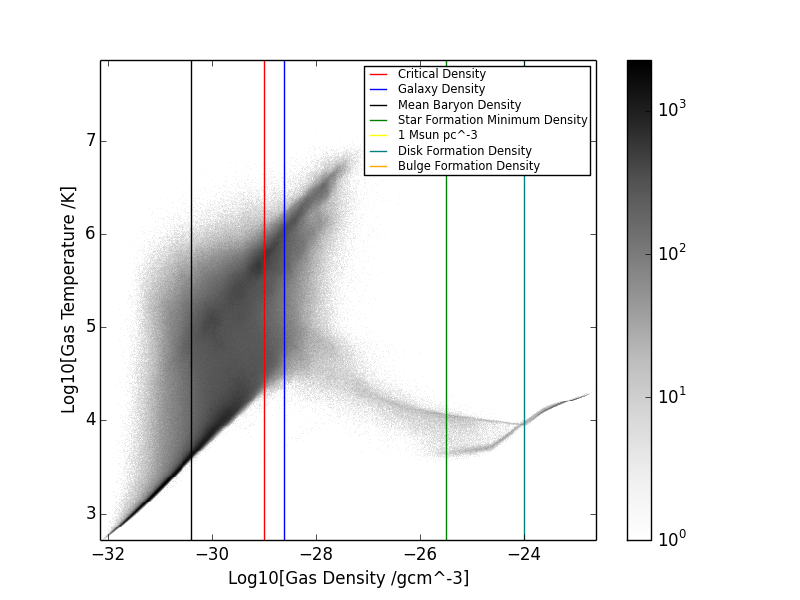 Critical Density
Galaxy Density
Mean Baryon Density
Star Formation Minimum Density
1 Msun pc^-3
Disk Formation Density
Bulge Formation Density
7
6
5
4
3
Log10[Gas Temperature /K]
−32
−30
−28
−26
−24
Log10[Gas Density /gcm^-3]
10^3
10^2
10^1
10^0